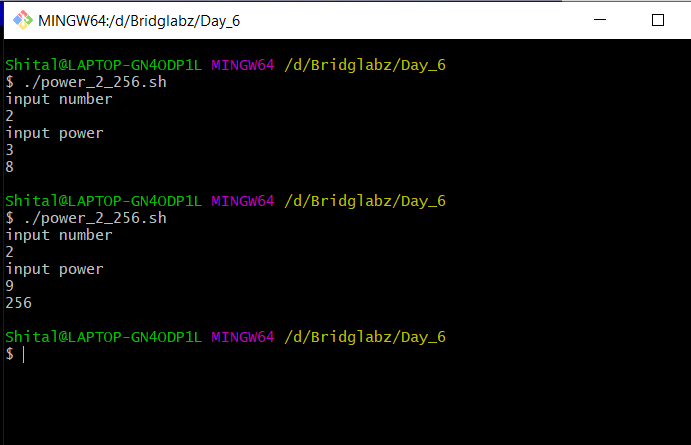 MINGW64:/d/Bridglabz/Day_6
Shital@LAPTOP-GN4ODP1L MINGW64 /d/Bridglabz/Day_6
$ ./power_2_256.sh
input number
2
input power
3
8
Shital@LAPTOP-GN4ODP1L MINGW64 /d/Bridglabz/Day_6
$ ./power_2_256.sh
input number
2
input power
9
256
Shital@LAPTOP-GN4ODP1L MINGW64 /d/Bridglabz/Day_6
$